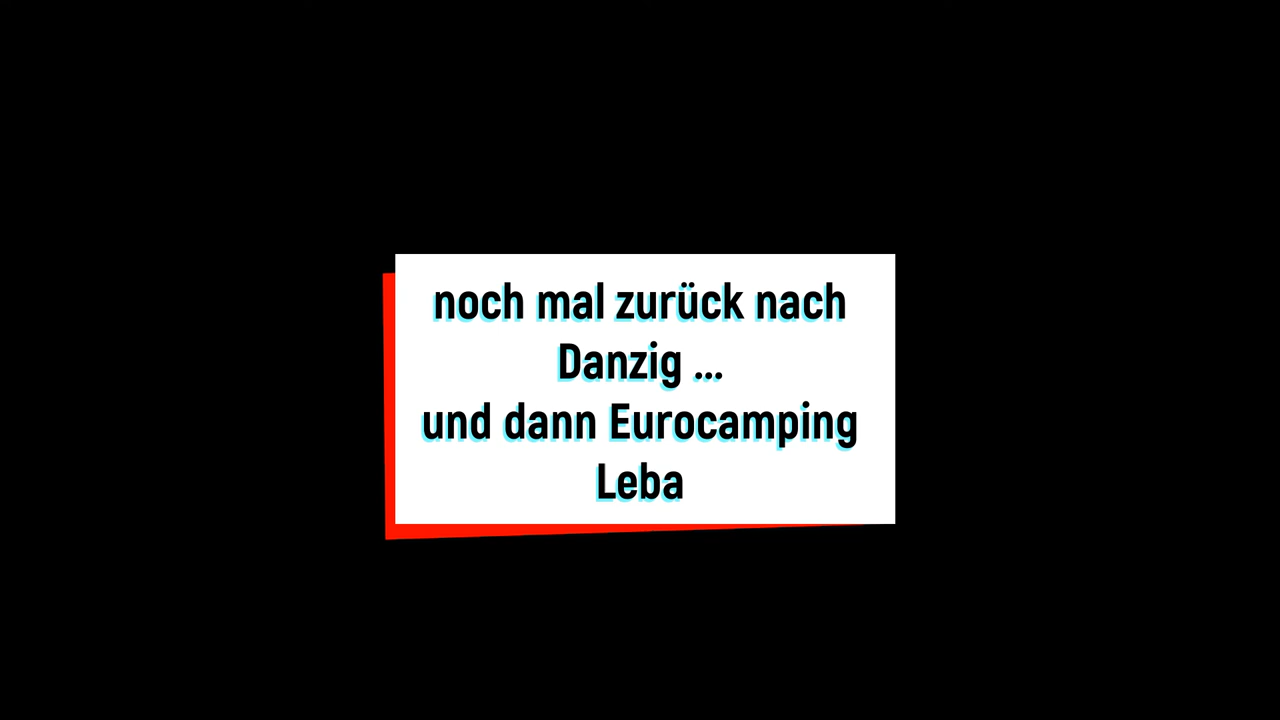 noch mal zurück nach
Danzig ...
und dann Eurocamping
Leba